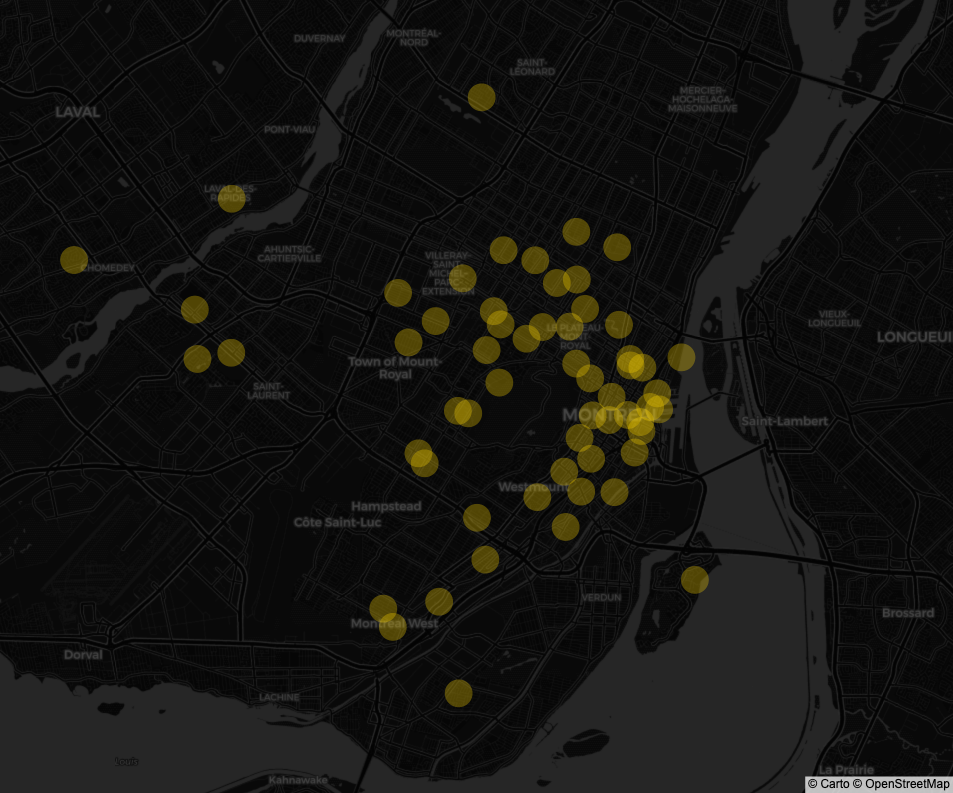 DUVERNAY
MONTRÉAL-
NORD
SAINT-
LÉONARD
MERCIER-
HOCHELAGA-
MAISONNEUVE
LAVAL
PONT-VIAU
LAVAL-DES-
RAPIDES
AHUNTSIC-
CARTIERVILLE
CHOMEDEY
VILLERAY-
SAINT-
MICHEL-
PARC-
EXTENSION
VIEUX-
LONGUEUIL
LONGUEUI
LE PLATEAU-
MONT-
ROYAL
Town of Mount-
Royal
SAINT-
LAURENT
MONTRÉAL
Saint-Lambert
Westmount
Hampstead
Côte Saint-Luc
VERDUN
Brossard
Montreal West
Dorval
LACHINE
Louis
La Prairie
Kahnawake
© Carto © OpenStreetMap